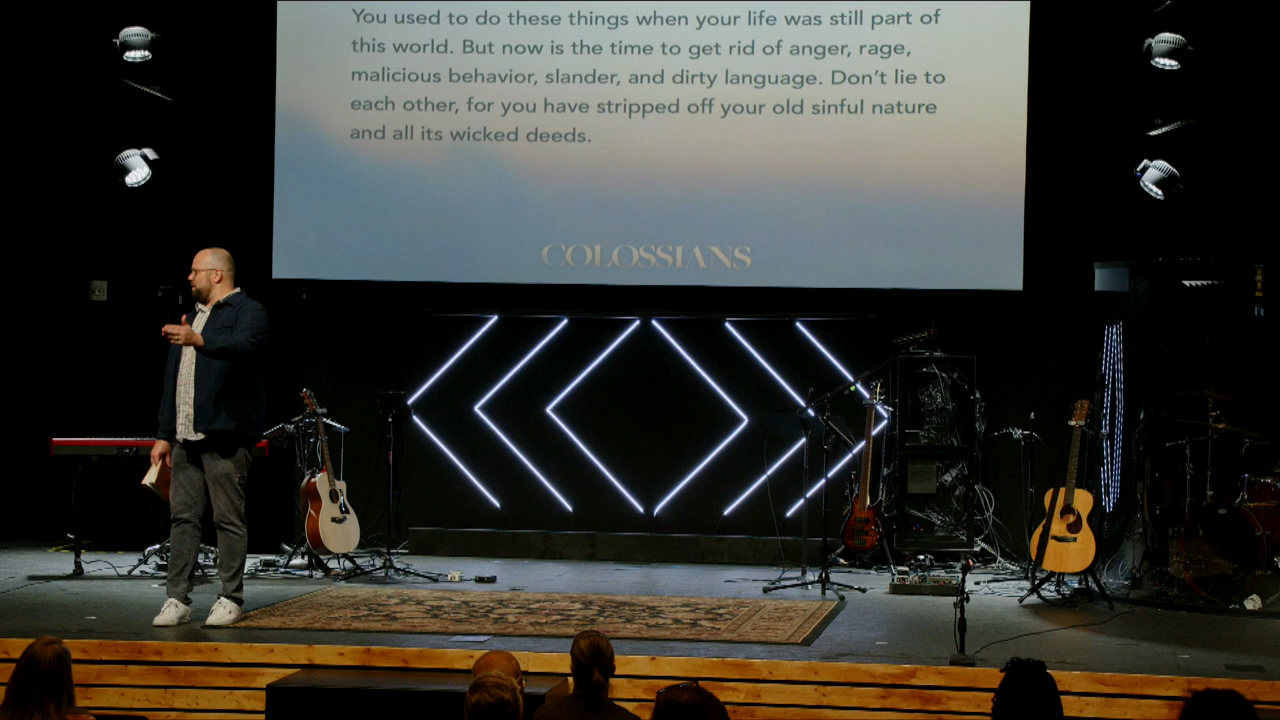 You used to do these things when your life was still part of
this world. But now is the time to get rid of anger, rage,
malicious behavior, slander, and dirty language. Don't lie to
each other, for you have stripped off your old sinful nature
and all its wicked deeds.
COLOSSIANS